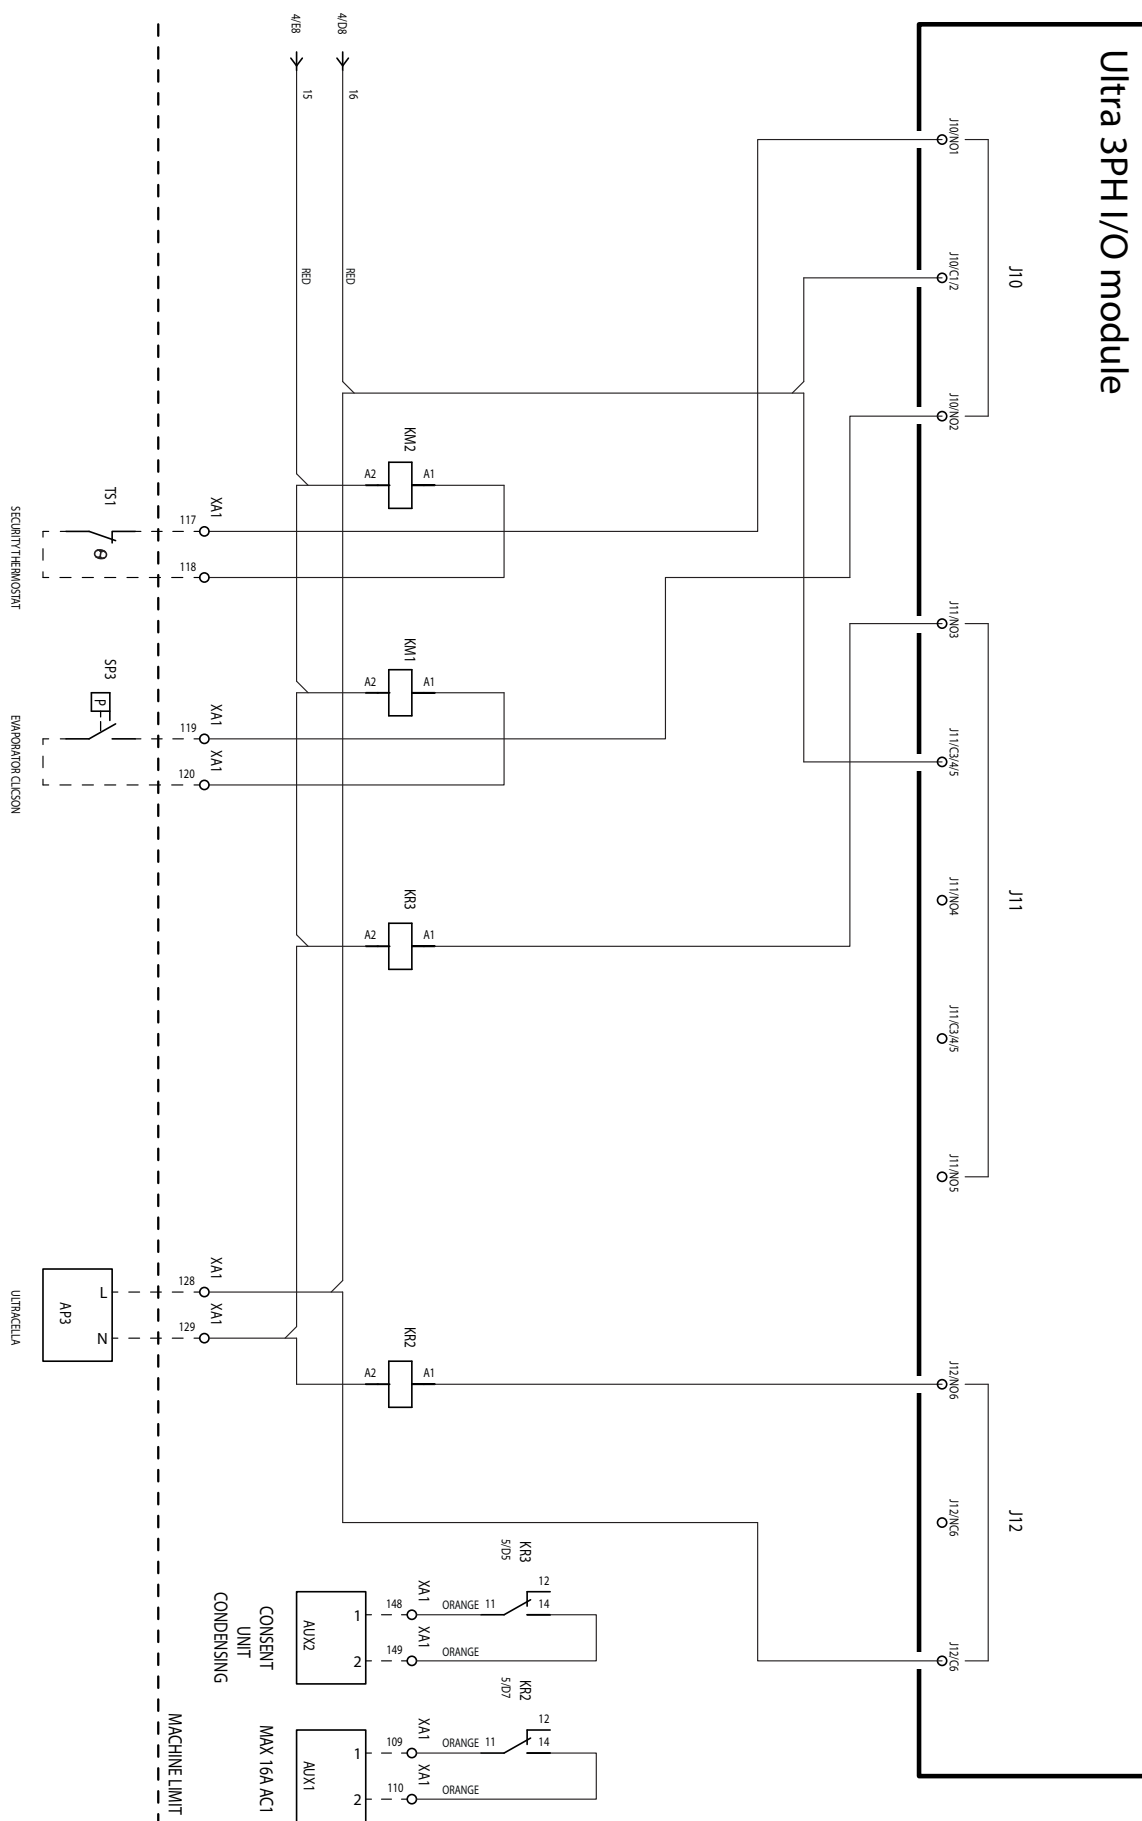 Ultra 3PH I/O module
J10
J11
J12
J10/NO1
J10/C1/2
J10/NO2
J11/NO3
J11/C3/4/5
J11/NO4
J11/C3/4/5
J11/NO5
J12/NO6
J12/NC6
J12/C6
4/D8
16
RED
4/E8
15
RED
KM2
A2
A1
KM1
A2
A1
KR3
A2
A1
KR2
A2
A1
XA1
117
118
TS1
θ
SECURITY THERMOSTAT
XA1
119
XA1
120
SP3
P
EVAPORATOR CLICSON
XA1
128
XA1
129
L
N
AP3
ULTRACELLA
KR3
5/D5
12
14
11
ORANGE
XA1
148
1
ORANGE
XA1
149
2
AUX2
CONSENT
UNIT
CONDENSING
KR2
5/D7
12
14
11
ORANGE
XA1
109
1
ORANGE
XA1
110
2
AUX1
MAX 16A AC1
MACHINE LIMIT